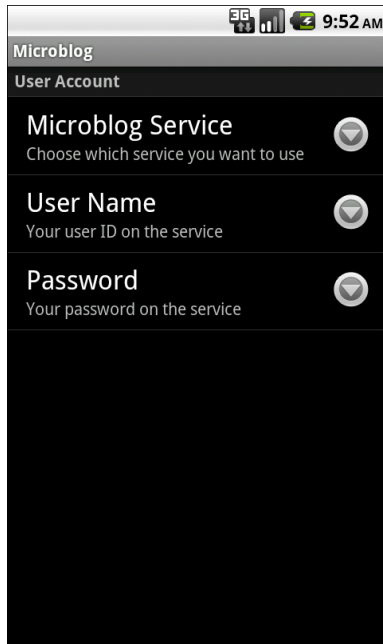 3G 9:52 AM
Microblog
User Account
Microblog Service
Choose which service you want to use
User Name
Your user ID on the service
Password
Your password on the service